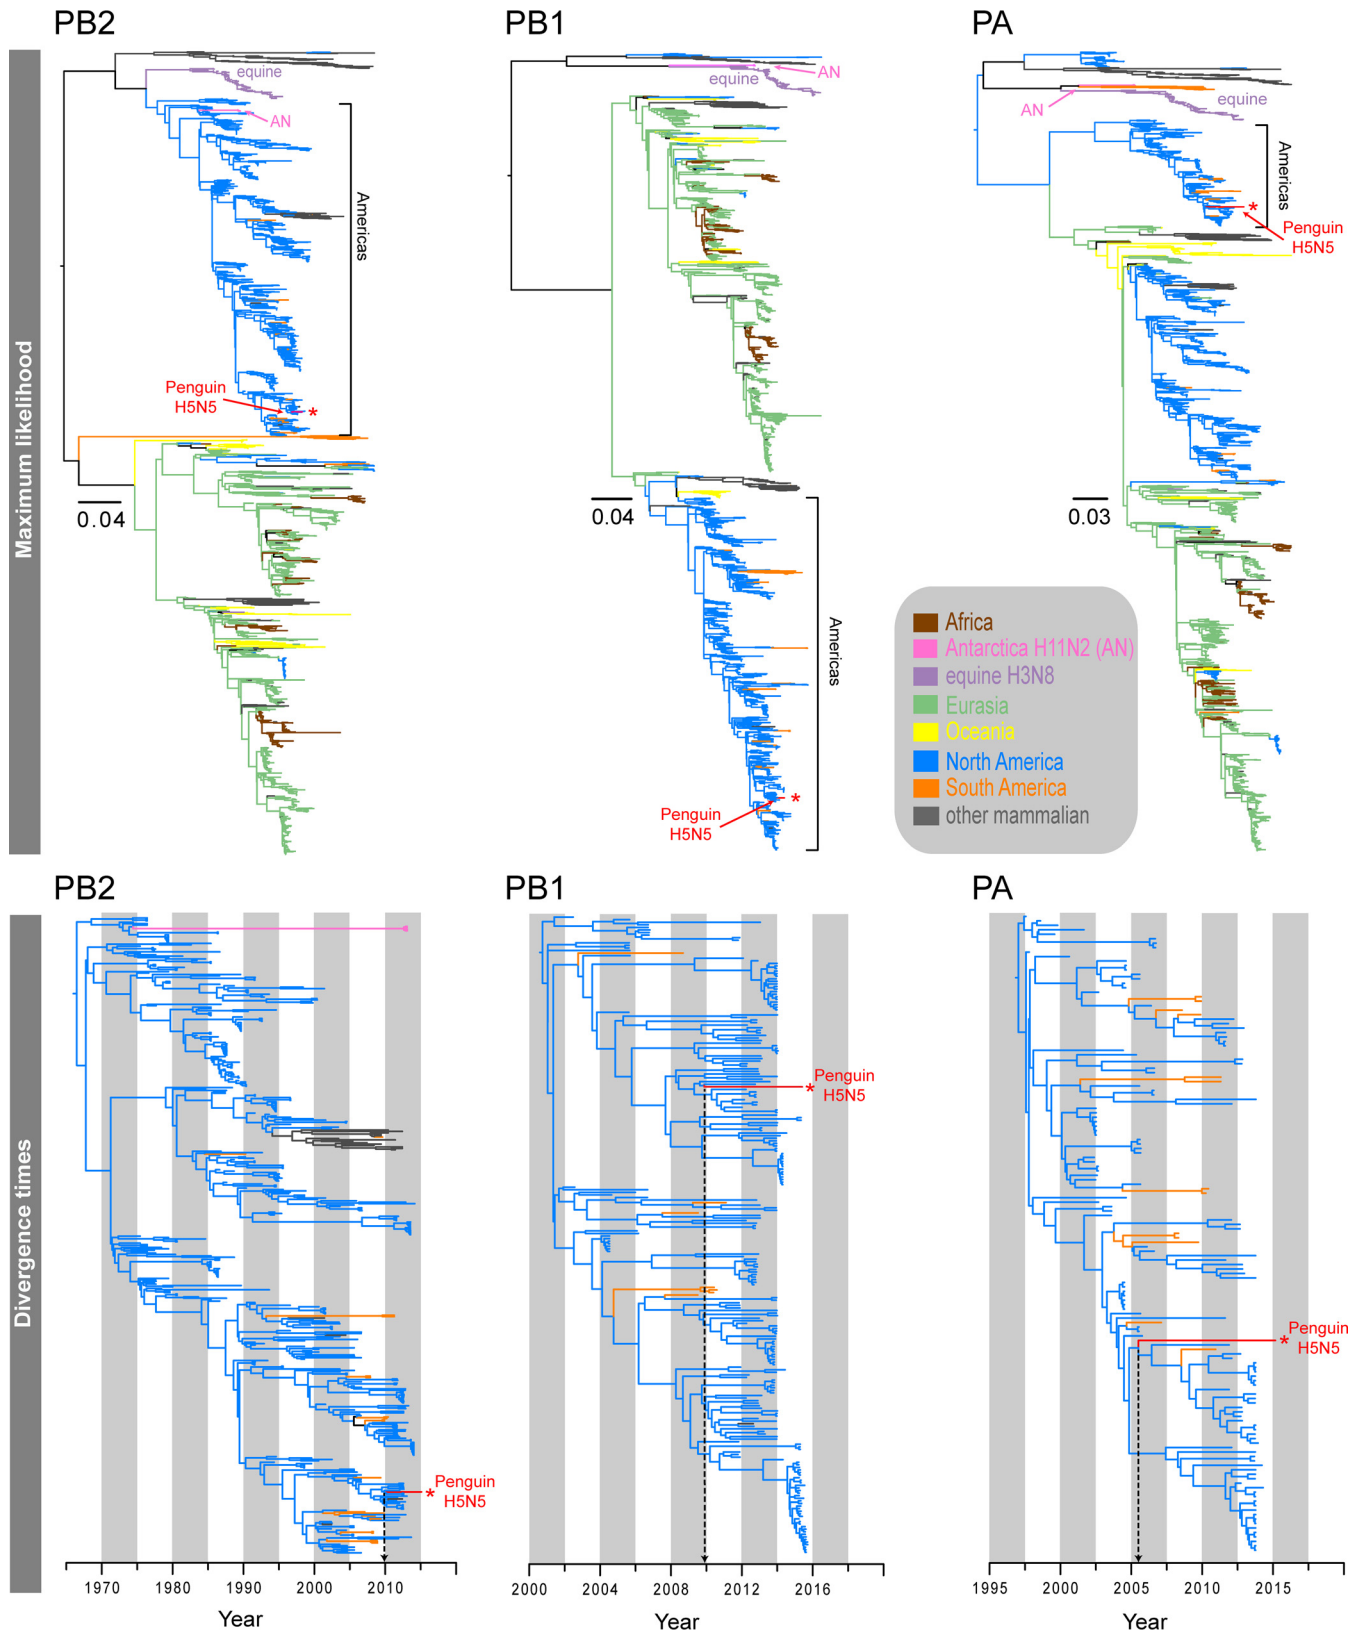 PB2
PB1
PA
Maximum likelihood
equine
AN
Americas
Penguin
H5N5
*
0.04
equine
AN
0.04
Americas
Penguin
H5N5
*
AN
equine
Americas
*
Penguin
H5N5
0.03
Africa
Antarctica H11N2 (AN)
equine H3N8
Eurasia
Oceania
North America
South America
other mammalian
PB2
PB1
PA
Divergence times
* Penguin
H5N5
1970 1980 1990 2000 2010
Year
* Penguin
H5N5
2000 2004 2008 2012 2016
Year
* Penguin
H5N5
1995 2000 2005 2010 2015
Year